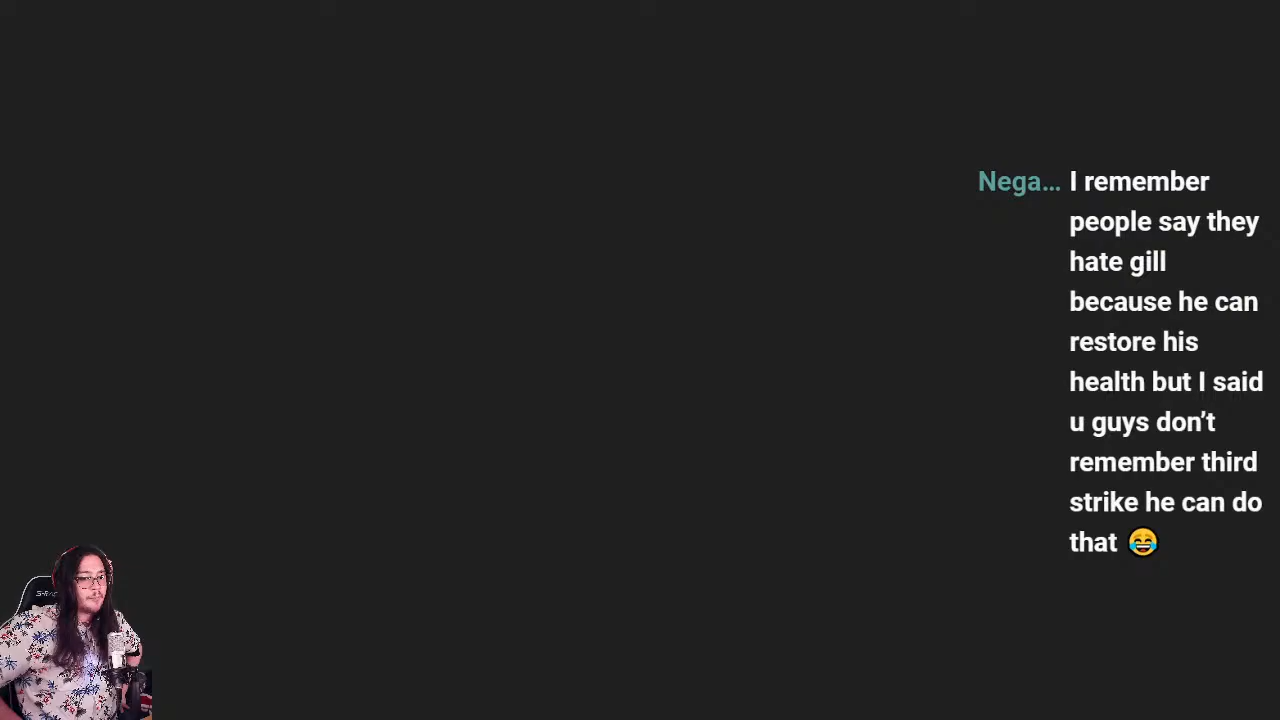 Nega… I remember
people say they
hate gill
because he can
restore his
health but I said
u guys don’t
remember third
strike he can do
that 😂